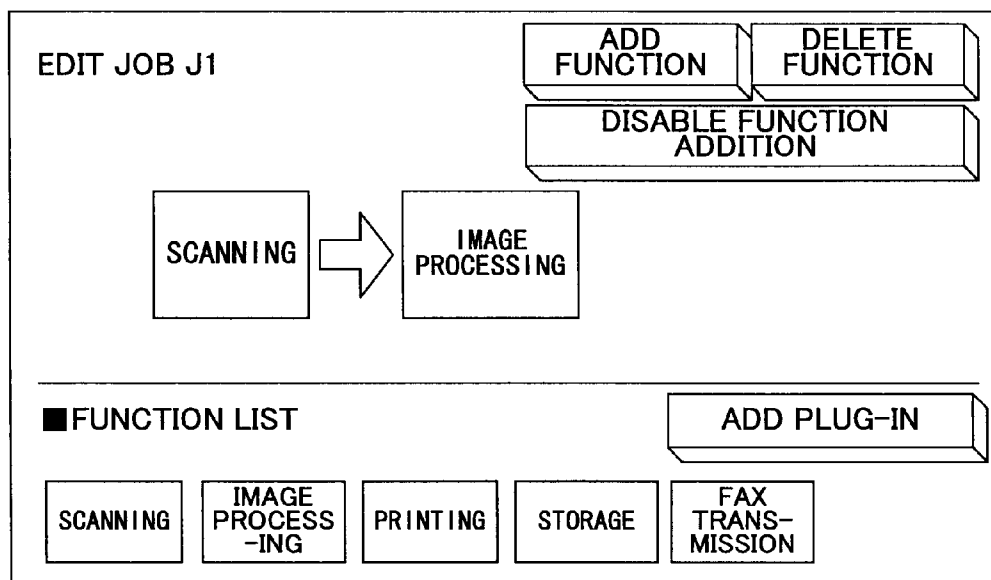 EDIT JOB J1
ADD
FUNCTION
DELETE
FUNCTION
DISABLE FUNCTION
ADDITION
SCANNING
IMAGE
PROCESSING
■FUNCTION LIST
ADD PLUG-IN
SCANNING
IMAGE
PROCESS
-ING
PRINTING
STORAGE
FAX
TRANS-
MISSION